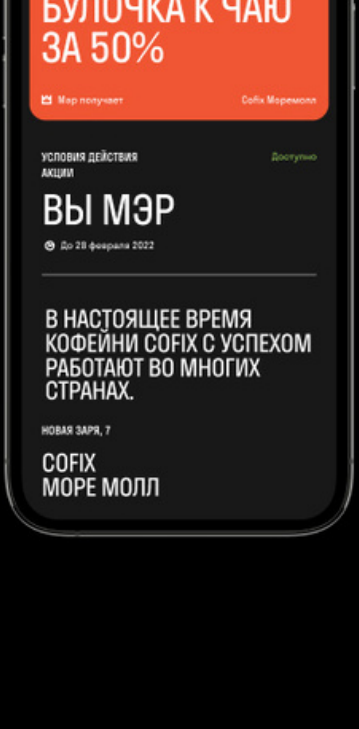 БУЛОЧКА К ЧАЮ
ЗА 50%
Мэр получает
Cofix Моремолл
УСЛОВИЯ ДЕЙСТВИЯ
АКЦИИ
Доступно
ВЫ МЭР
До 28 февраля 2022
В НАСТОЯЩЕЕ ВРЕМЯ
КОФЕЙНИ COFIX С УСПЕХОМ
РАБОТАЮТ ВО МНОГИХ
СТРАНАХ.
НОВАЯ ЗАРЯ, 7
COFIX
МОРЕ МОЛЛ